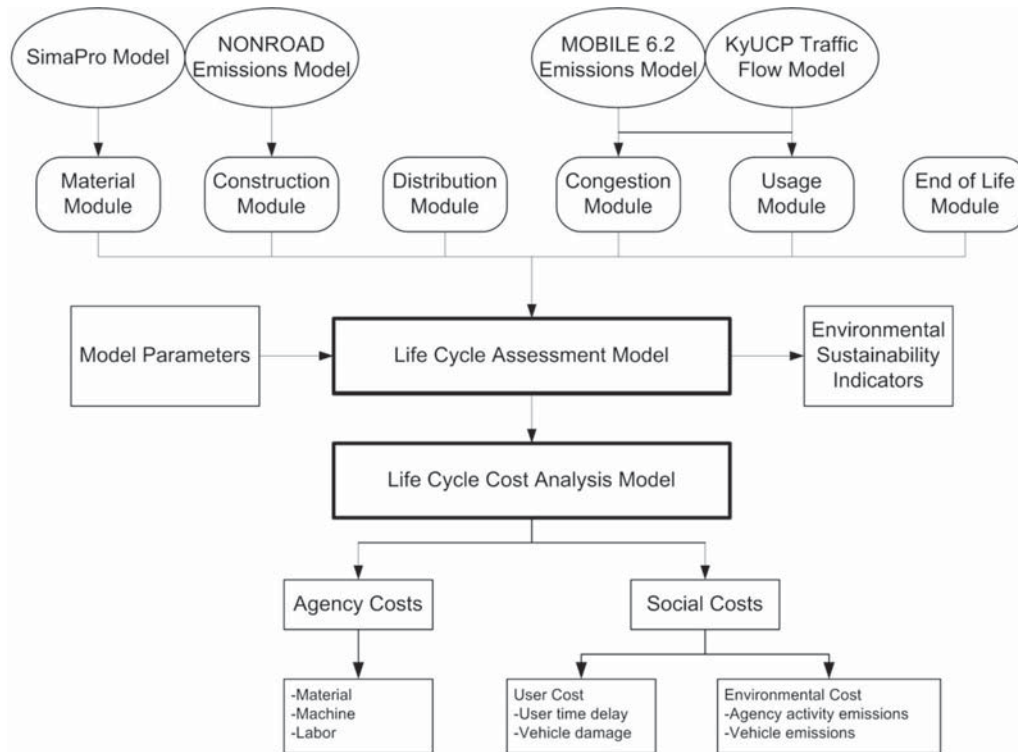 SimaPro Model
NONROAD
Emissions Model
MOBILE 6.2
Emissions Model
KyUCP Traffic
Flow Model
Material
Module
Construction
Module
Distribution
Module
Congestion
Module
Usage
Module
End of Life
Module
Model Parameters
Life Cycle Assessment Model
Environmental
Sustainability
Indicators
Life Cycle Cost Analysis Model
Agency Costs
Social Costs
-Material
-Machine
-Labor
User Cost
-User time delay
-Vehicle damage
Environmental Cost
-Agency activity emissions
-Vehicle emissions